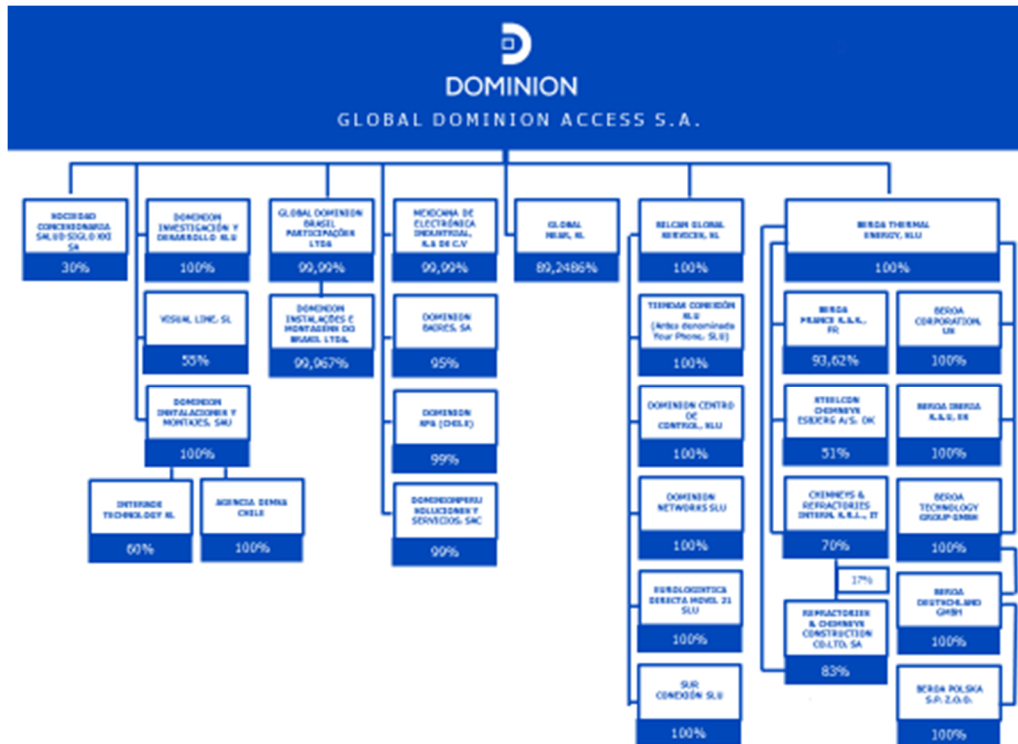 DOMINION
GLOBAL DOMINION ACCESS S.A.
SOCIEDAD
CONCESIONARIA
SALUD SIGLO XXI
SA
30%
DOMINION
INVESTIGACIÓN Y
DESARROLLO SLU
100%
GLOBAL DOMINION
BRASIL
PARTICIPAÇÕES
LTDA
99,99%
MEXICANA DE
ELECTRÓNICA
INDUSTRIAL,
S.A DE C.V
99,99%
GLOBAL
NEAR, SL
89,2486%
BILCAN GLOBAL
SERVICES, SL
100%
BEROA THERMAL
ENERGY, SLU
100%
VISUAL LINE, SL
55%
DOMINION
INSTALAÇÕES E
MONTAGENS DO
BRASIL LTDA.
99,967%
DOMINION
BAIRES, SA
95%
TIENDAS CONEXIÓN
SLU
(Antes denominada
Your Phone, SLU)
100%
BEROA
FRANCE S.A.S.,
FR
93,62%
BEROA
CORPORATION,
US
100%
DOMINION
INSTALACIONES Y
MONTAJES, SAU
100%
DOMINION
SPA (CHILE)
99%
DOMINION CENTRO
DE
CONTROL, SLU
100%
STEELCON
CHIMNEYS
ESBJERG A/S. DK
51%
BEROA IBERIA
S.A.U, ES
100%
INTERNDE
TECHNOLOGY SL
60%
AGENCIA DEMSA
CHILE
100%
DOMINIONPERU
SOLUCIONES Y
SERVICIOS, SAC
99%
DOMINION
NETWORKS SLU
100%
CHIMNEYS &
REFRACTORIES
INTERN. S.R.L., IT
70%
BEROA
TECHNOLOGY
GROUP GMBH
100%
17%
EUROLOGISTICA
DIRECTA MOVIL 21
SLU
100%
REFRACTORIES
& CHIMNEYS
CONSTRUCTION
CO.LTD, SA
83%
BEROA
DEUTCHLAND
GMBH
100%
SUR
CONEXIÓN SLU
100%
BEROA POLSKA
S.P. Z.O.O.
100%